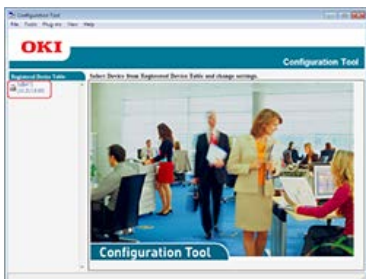 Configuration Tool
File Tools Plug-ins View Help
OKI
Configuration Tool
Registered Device Table
Select Device from Registered Device Table and change settings.
Configuration Tool